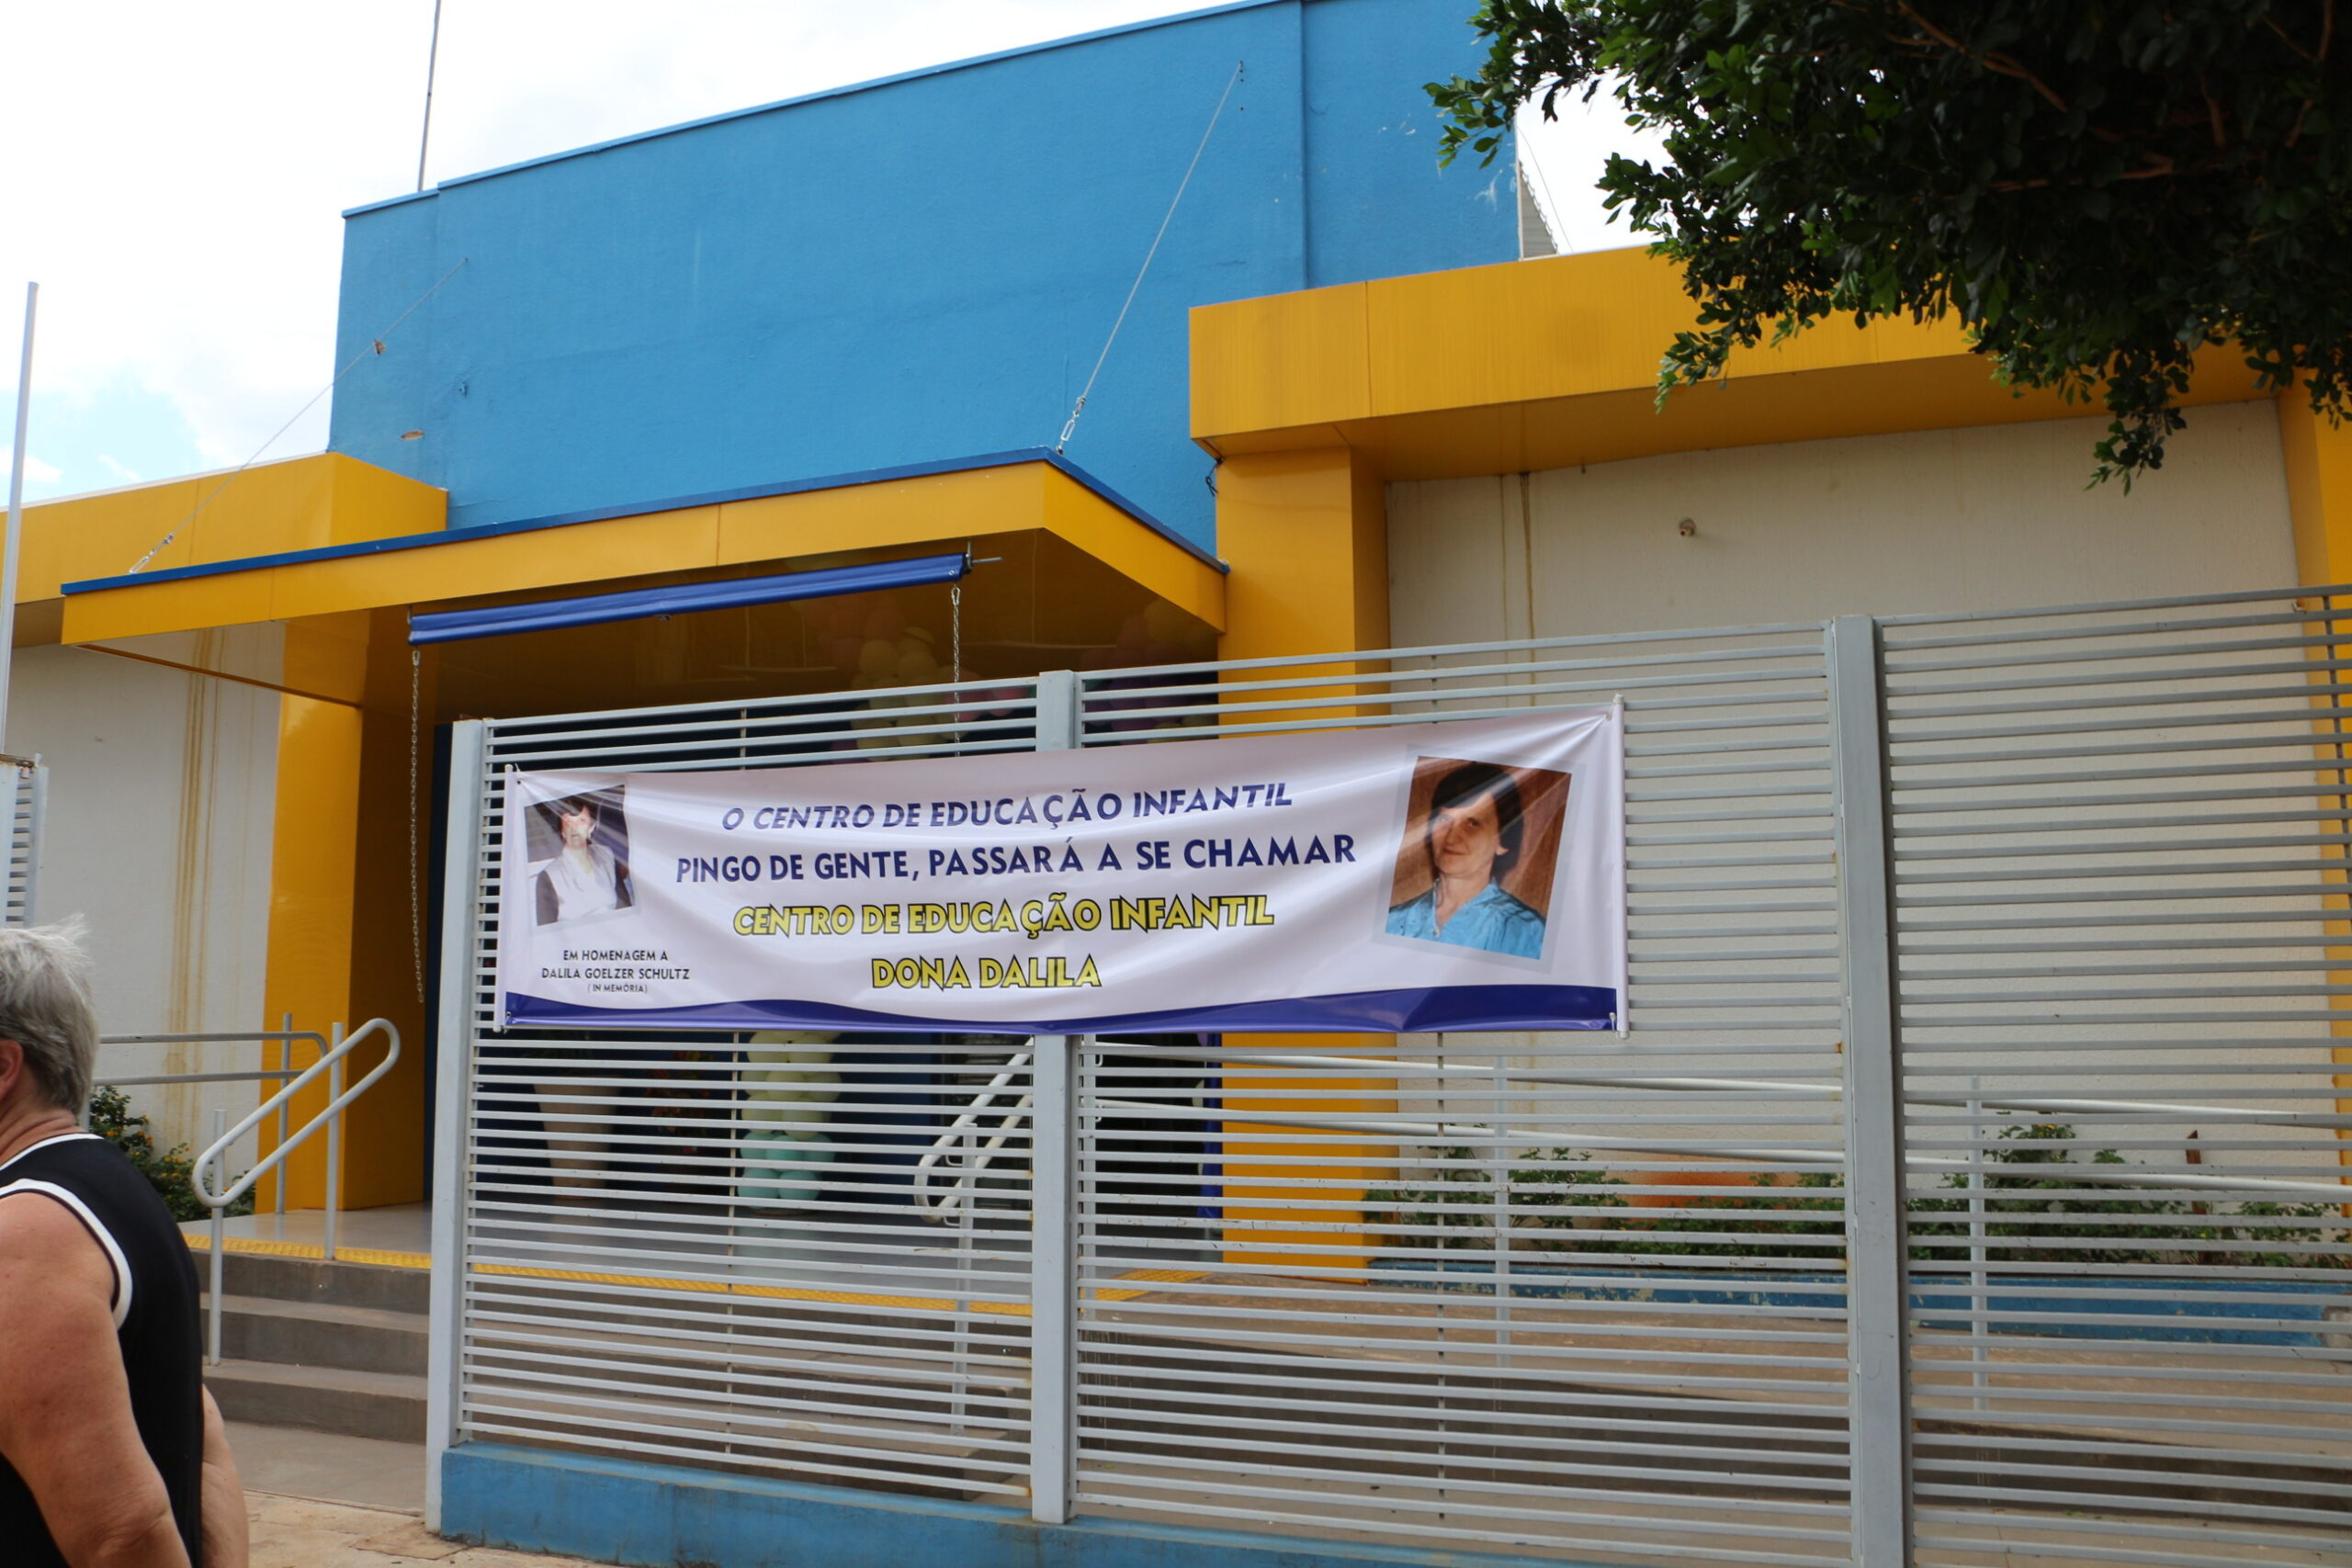 O CENTRO DE EDUCAÇÃO INFANTIL
PINGO DE GENTE, PASSARÁ A SE CHAMAR
CENTRO DE EDUCAÇÃO INFANTIL
DONA DALILA
EM HOMENAGEM A
DALILA GOELZER SCHULTZ
( IN MEMÓRIA)